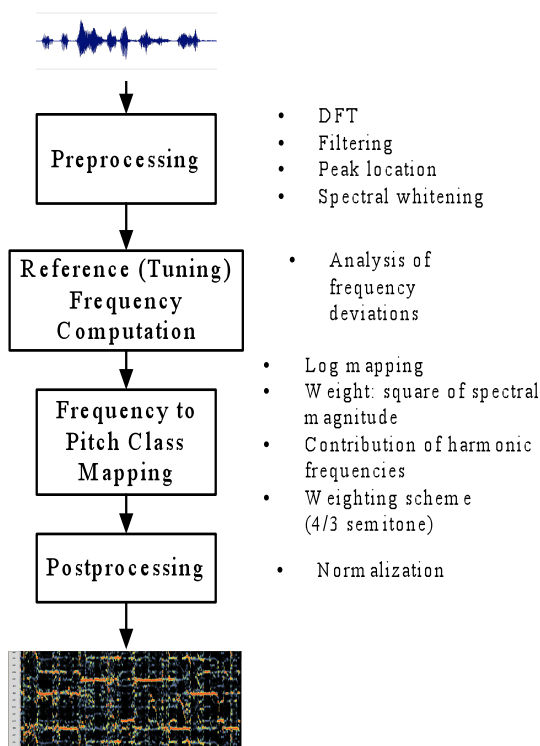 Preprocessing
• DFT
• Filtering
• Peak location
• Spectral whitening
Reference (Tuning)
Frequency
Computation
• Analysis of
frequency
deviations
Frequency to
Pitch Class
Mapping
• Log mapping
• Weight: square of spectral
magnitude
• Contribution of harmonic
frequencies
• Weighting scheme
(4/3 semitone)
Postprocessing
• Normalization